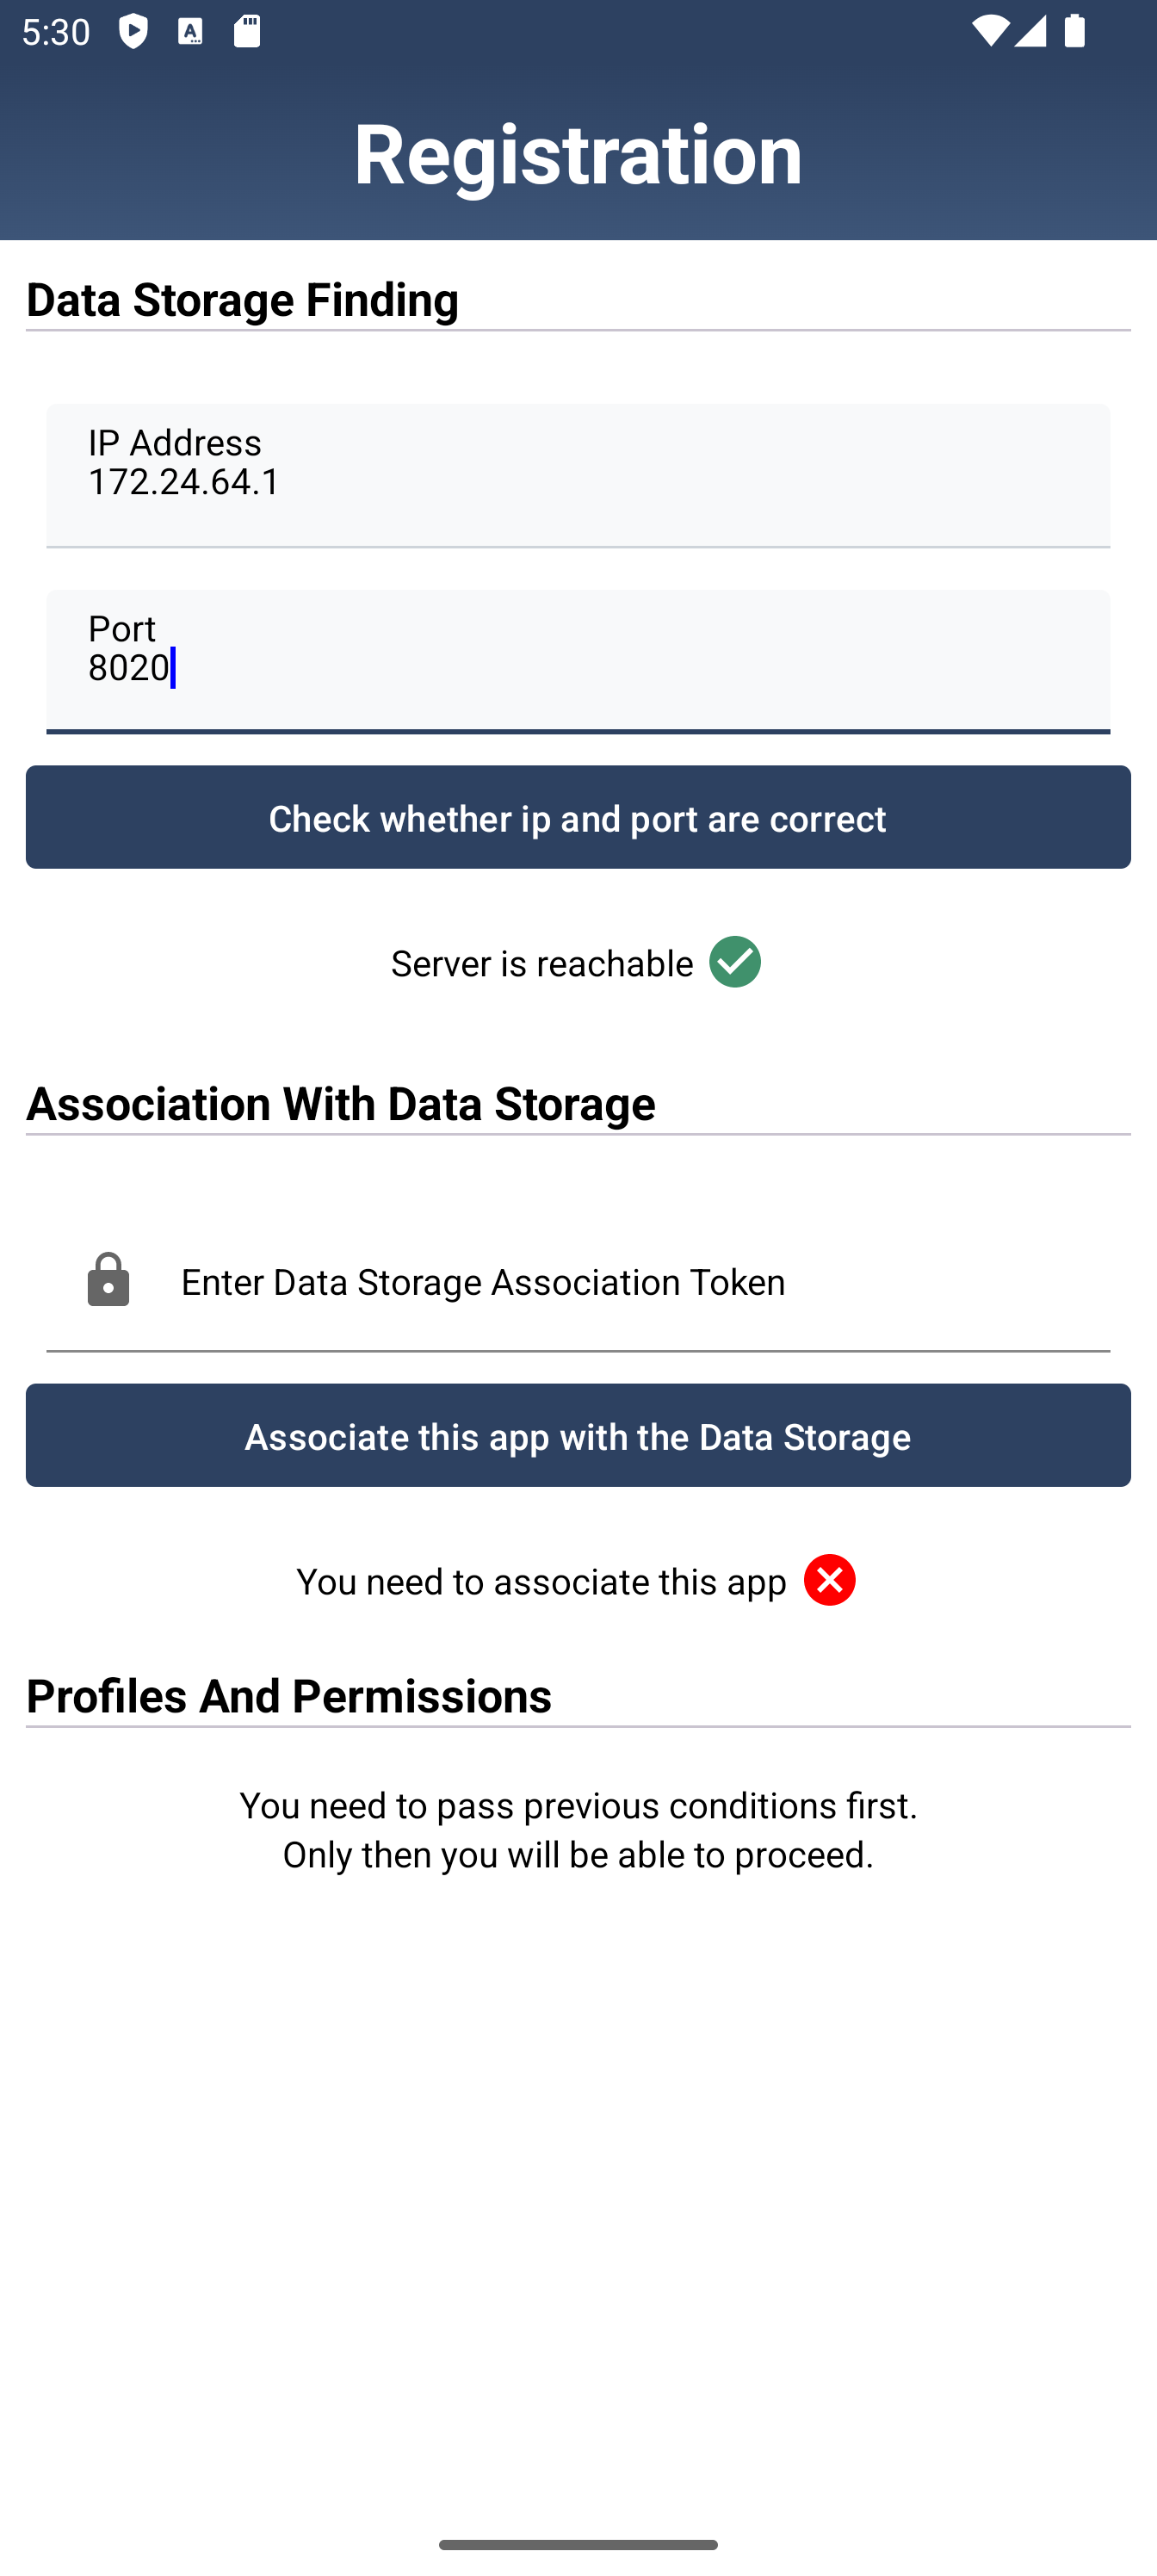 5:30
Registration
Data Storage Finding
IP Address
172.24.64.1
Port
8020
Check whether ip and port are correct
Server is reachable
Association With Data Storage
Enter Data Storage Association Token
Associate this app with the Data Storage
You need to associate this app
Profiles And Permissions
You need to pass previous conditions first.
Only then you will be able to proceed.